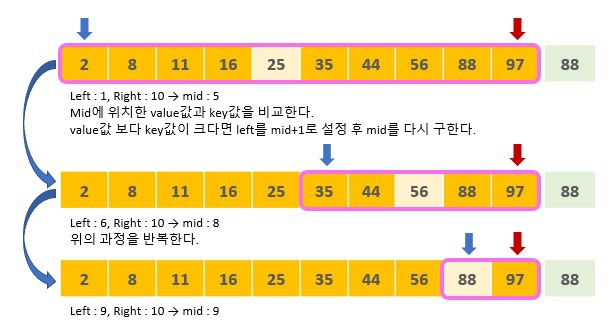 2 8 11 16 25 35 44 56 88 97 88
Left : 1, Right : 10 → mid : 5
Mid에 위치한 value값과 key값을 비교한다.
value값 보다 key값이 크다면 left를 mid+1로 설정 후 mid를 다시 구한다.
2 8 11 16 25 35 44 56 88 97 88
Left : 6, Right : 10 → mid : 8
위의 과정을 반복한다.
2 8 11 16 25 35 44 56 88 97 88
Left : 9, Right : 10 → mid : 9